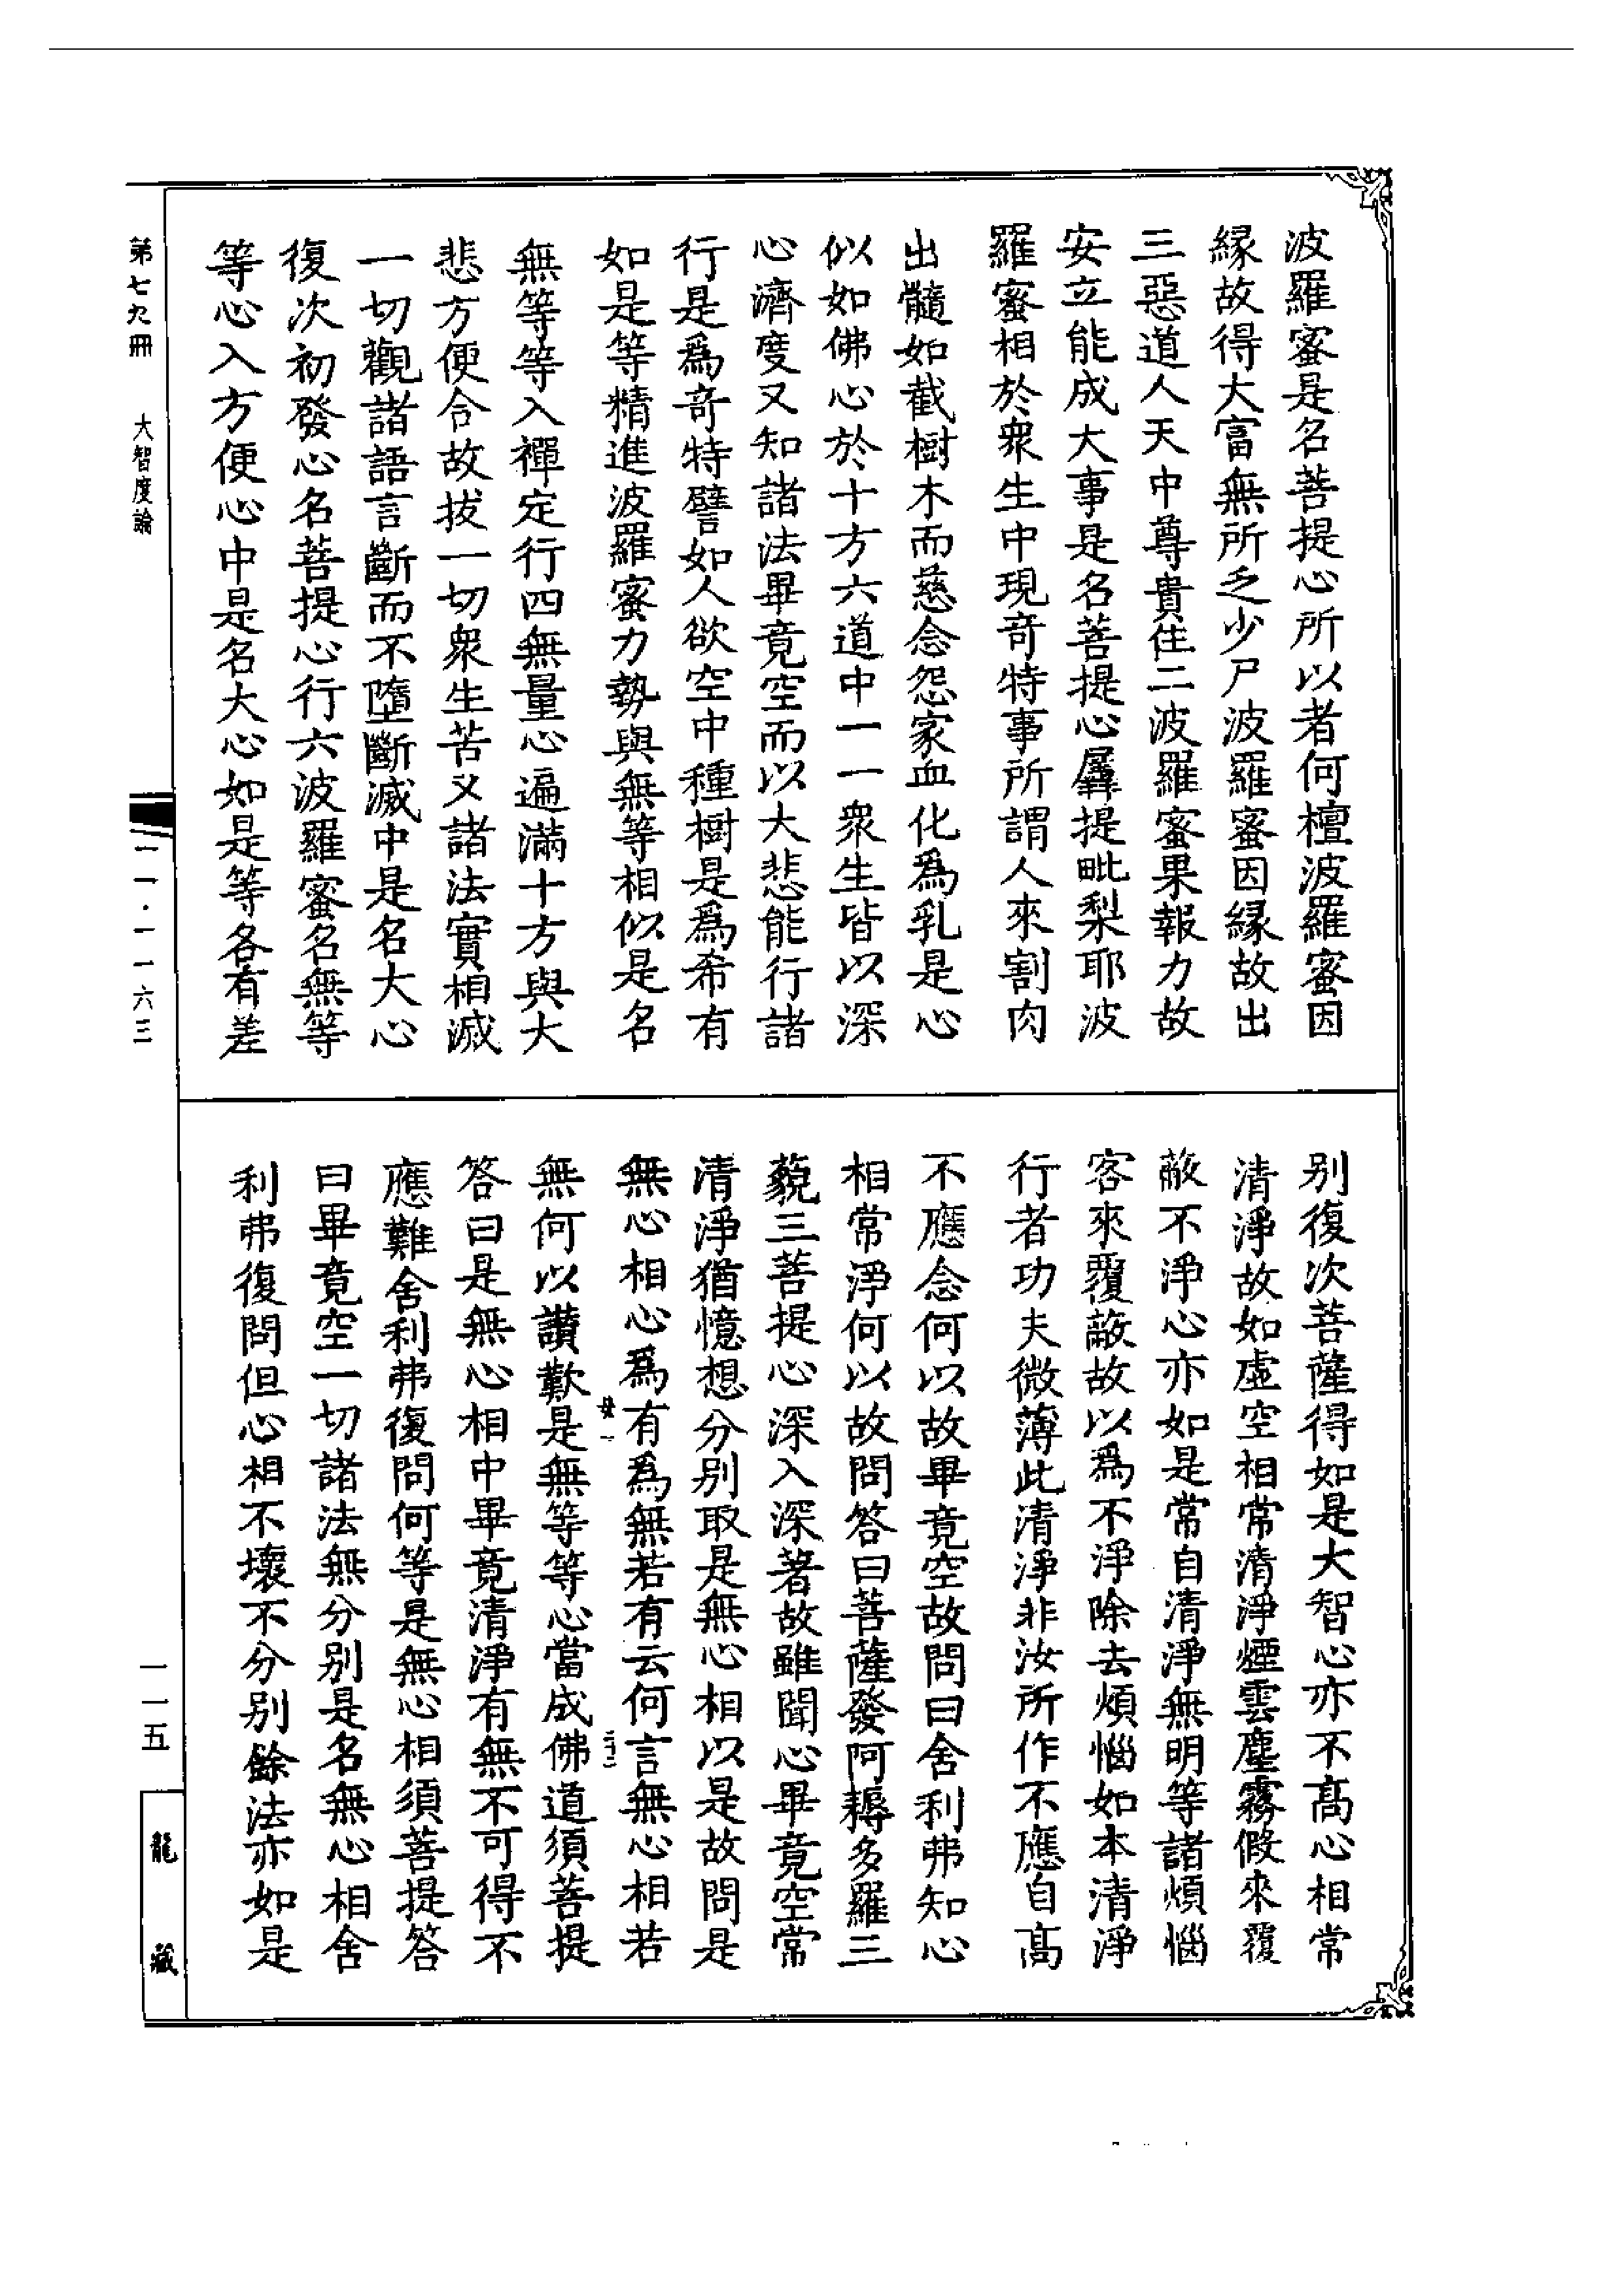 波羅蜜是名菩提心所以者何檀波羅蜜因
緣故得大富無所乏少尸波羅蜜因緣故出
三惡道人天中尊貴住二波羅蜜果報力故
安立能成大事是名菩提心羼提毗梨耶波
羅蜜相於衆生中現奇特事所謂人來割肉
出髓如截樹木而慈念怨家血化爲乳是心
似如佛心於十方六道中一一衆生皆以深
心濟度又知諸法畢竟空而以大悲能行諸
行是爲奇特譬如人欲空中種樹是爲希有
如是等精進波羅蜜力勢與無等相似是名
無等等入禪定行四無量心遍滿十方與大
悲方便合故拔一切衆生苦又諸法實相滅
一切觀諸語言斷而不墮斷滅中是名大心
復次初發心名菩提心行六波羅蜜名無等
等心入方便心中是名大心如是等各有差
別復次菩薩得如是大智心亦不高心相常
清淨故如虛空相常清淨煙雲塵霧假來覆
蔽不淨心亦如是常自清淨無明等諸煩惱
客來覆蔽故以爲不淨除去煩惱如本清淨
行者功夫微薄此清淨非汝所作不應自高
不應念何以故畢竟空故問曰舍利弗知心
相常淨何以故問答曰菩薩發阿耨多羅三
藐三菩提心深入深著故雖聞心畢竟空常
清淨猶憶想分別取是無心相以是故問是
無心相心爲有爲無若有云何言無心相若
無何以讚歎是無等等心當成佛道須菩提
答曰是無心相中畢竟清淨有無不可得不
應難舍利弗復問何等是無心相須菩提答
曰畢竟空一切諸法無分別是名無心相舍
利弗復問但心相不壞不分別餘法亦如是
第七九冊 大智度論
一一五
龍藏